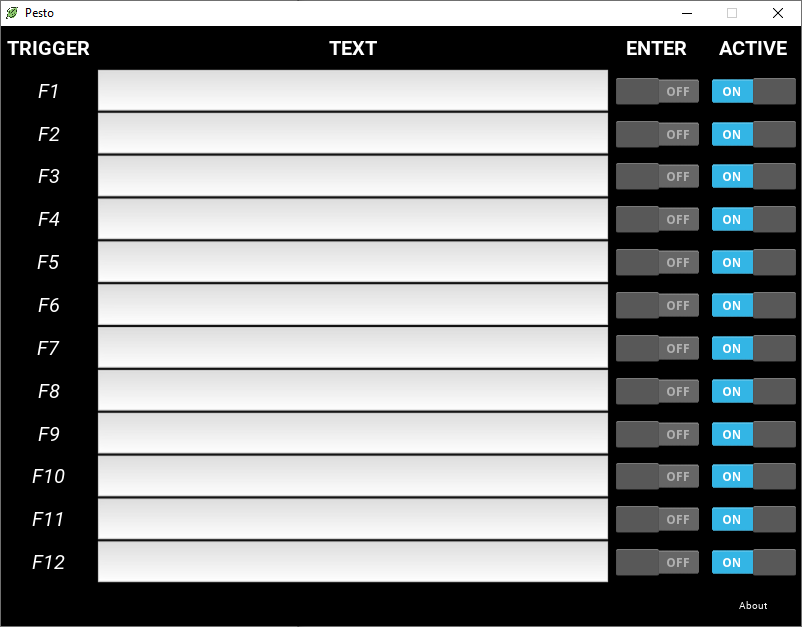 Pesto
TRIGGER TEXT ENTER ACTIVE
F1 OFF ON
F2 OFF ON
F3 OFF ON
F4 OFF ON
F5 OFF ON
F6 OFF ON
F7 OFF ON
F8 OFF ON
F9 OFF ON
F10 OFF ON
F11 OFF ON
F12 OFF ON
About